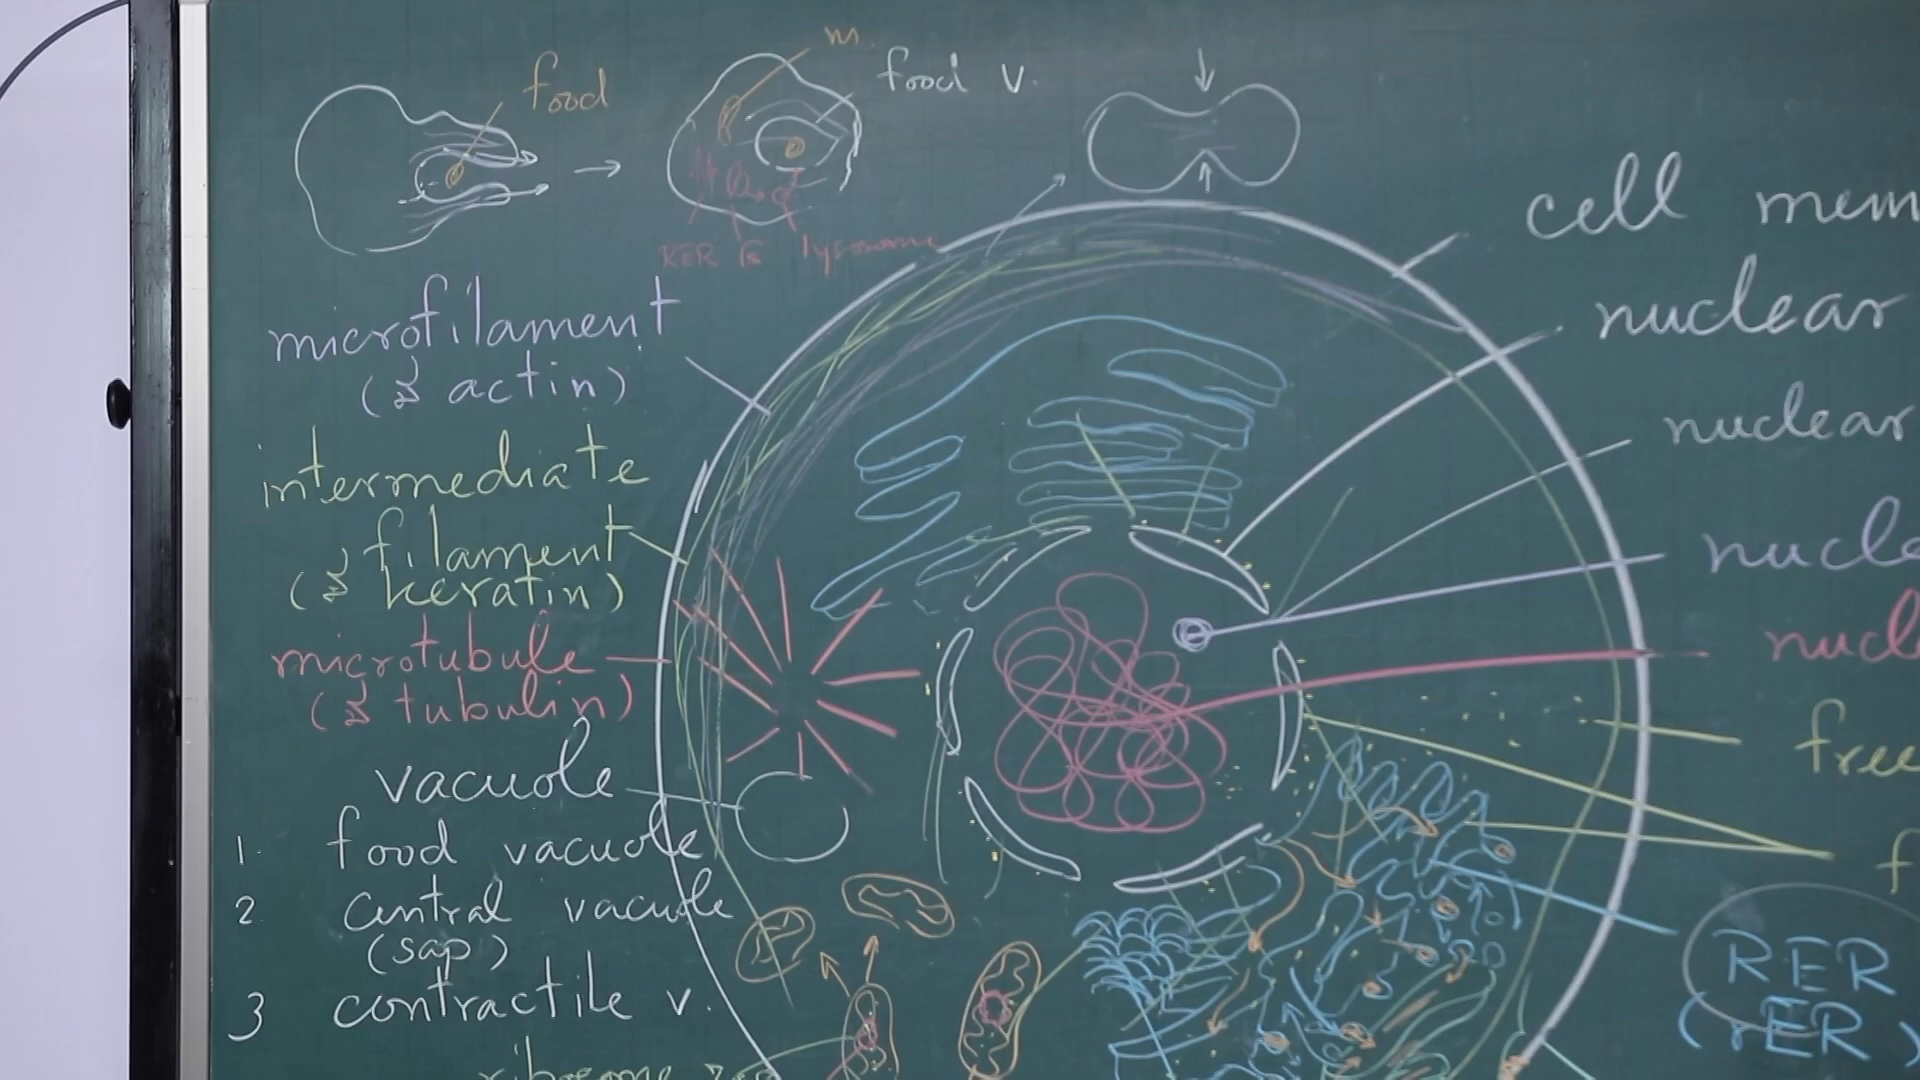 food
m.
food v.
RER
lysosome
microfilament
( actin)
intermediate
filament
( keratin)
microtubule
( tubulin)
vacuole
1. food vacuole
2 central vacuole
(sap)
3 contractile v.
ribosome
cell mem
nuclear
nuclear
nucle
nucl
free
f
RER
(rER)